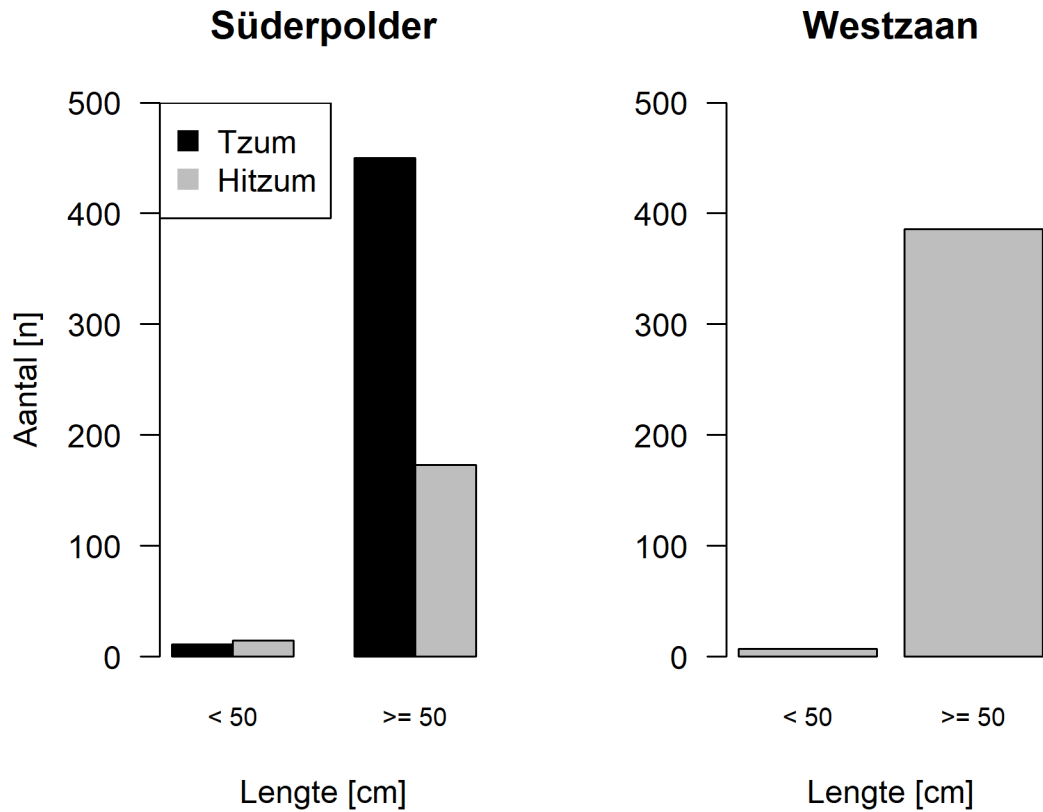 Süderpolder
500
400
300
200
100
0
Aantal [n]
Tzum
Hitzum
< 50
>= 50
Lengte [cm]
Westzaan
500
400
300
200
100
0
< 50
>= 50
Lengte [cm]